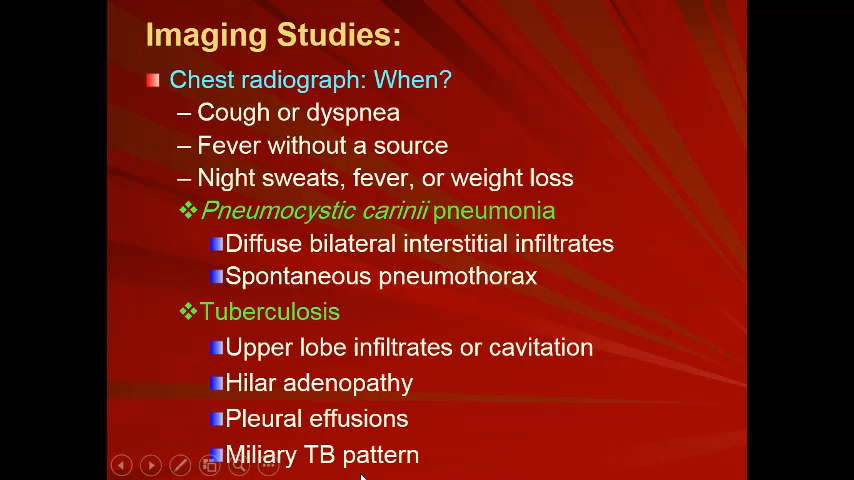 Imaging Studies:
Chest radiograph: When?
– Cough or dyspnea
– Fever without a source
– Night sweats, fever, or weight loss
Pneumocystic carinii pneumonia
Diffuse bilateral interstitial infiltrates
Spontaneous pneumothorax
Tuberculosis
Upper lobe infiltrates or cavitation
Hilar adenopathy
Pleural effusions
Miliary TB pattern